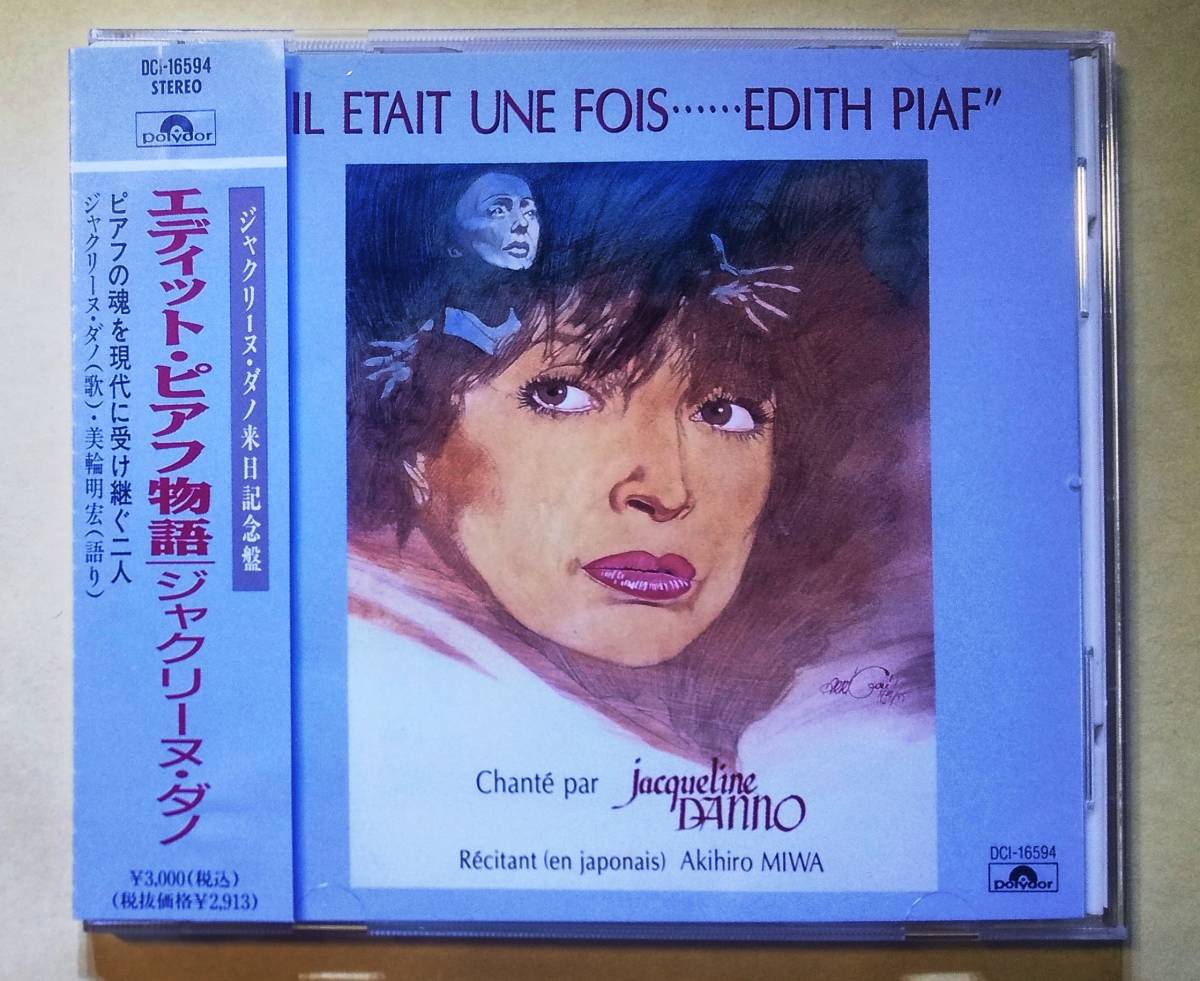 DCI-16594
STEREO
polydor
ジャクリーヌ・ダノ来日記念盤
エディット・ピアフ物語|ジャクリーヌ・ダノ
ピアフの魂を現代に受け継ぐ二人
ジャクリーヌ・ダノ(歌)・美輪明宏(語り)
¥3,000(税込)
(税抜価格¥2,913)
IL ETAIT UNE FOIS……EDITH PIAF”
Chanté par Jacqueline
DANNO
Récitant (en japonais) Akihiro MIWA
DCI-16594
polydor